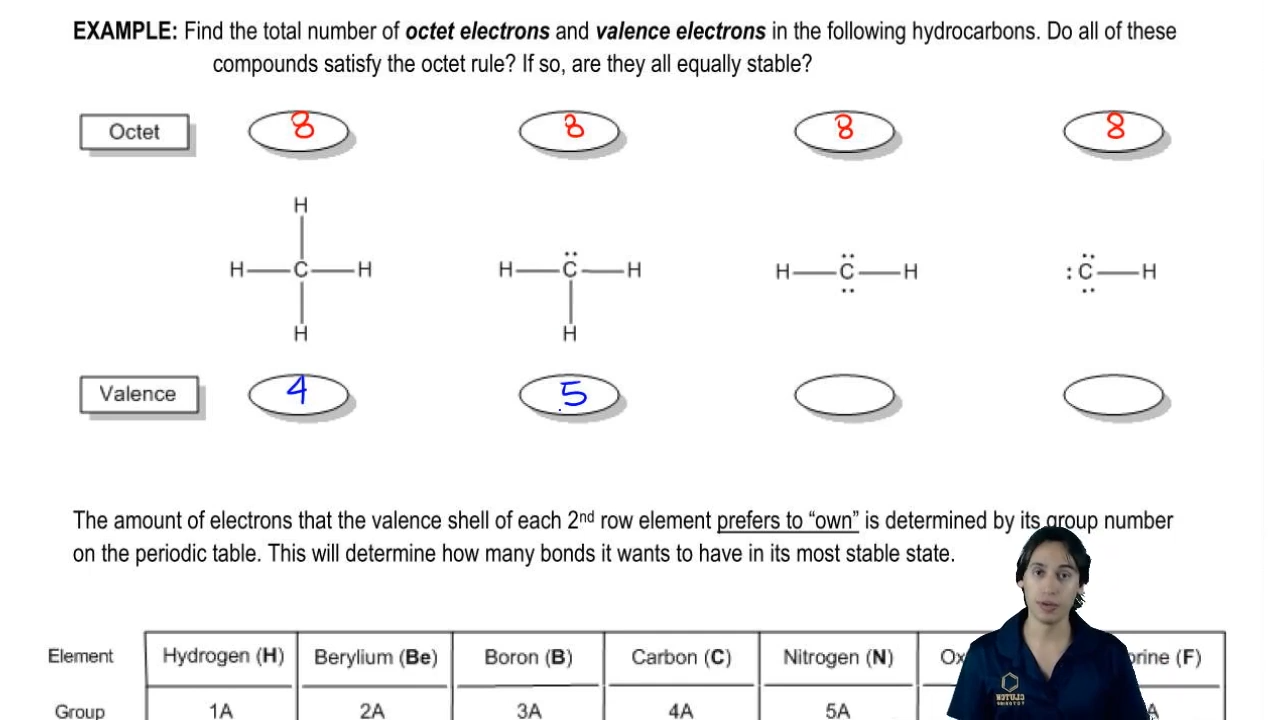 EXAMPLE: Find the total number of octet electrons and valence electrons in the following hydrocarbons. Do all of these
compounds satisfy the octet rule? If so, are they all equally stable?
Octet 8 8 8 8
H
H C H H C H H C H : C H
H H
Valence 4 5
The amount of electrons that the valence shell of each 2nd row element prefers to “own” is determined by its group number
on the periodic table. This will determine how many bonds it wants to have in its most stable state.
Element Hydrogen (H) Berylium (Be) Boron (B) Carbon (C) Nitrogen (N) Ox orine (F)
Group 1A 2A 3A 4A 5A A